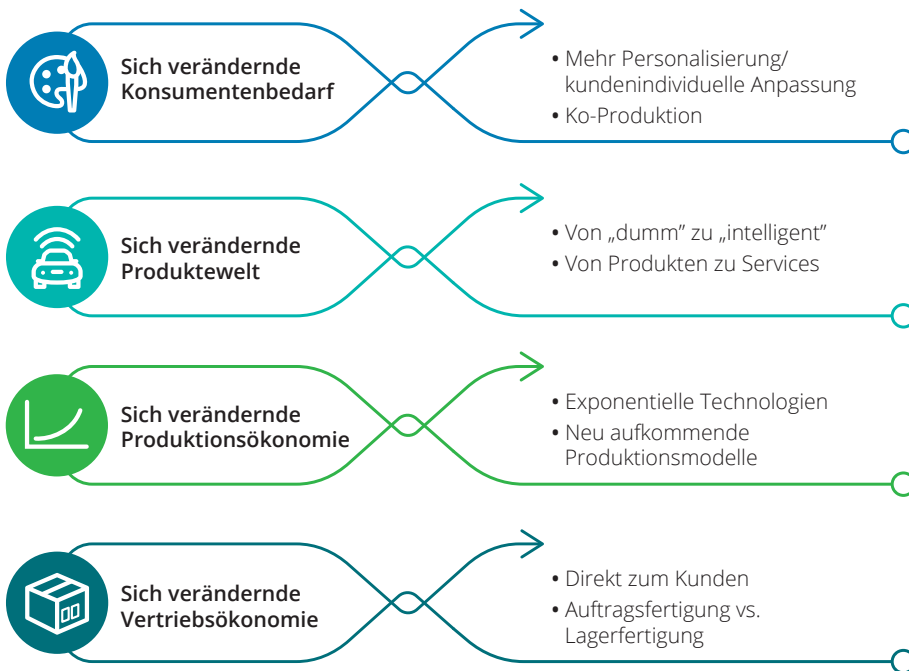 Sich verändernde
Konsumentenbedarf
• Mehr Personalisierung/
kundenindividuelle Anpassung
• Ko-Produktion
Sich verändernde
Produktewelt
• Von „dumm” zu „intelligent”
• Von Produkten zu Services
Sich verändernde
Produktionsökonomie
• Exponentielle Technologien
• Neu aufkommende
Produktionsmodelle
Sich verändernde
Vertriebsökonomie
• Direkt zum Kunden
• Auftragsfertigung vs.
Lagerfertigung